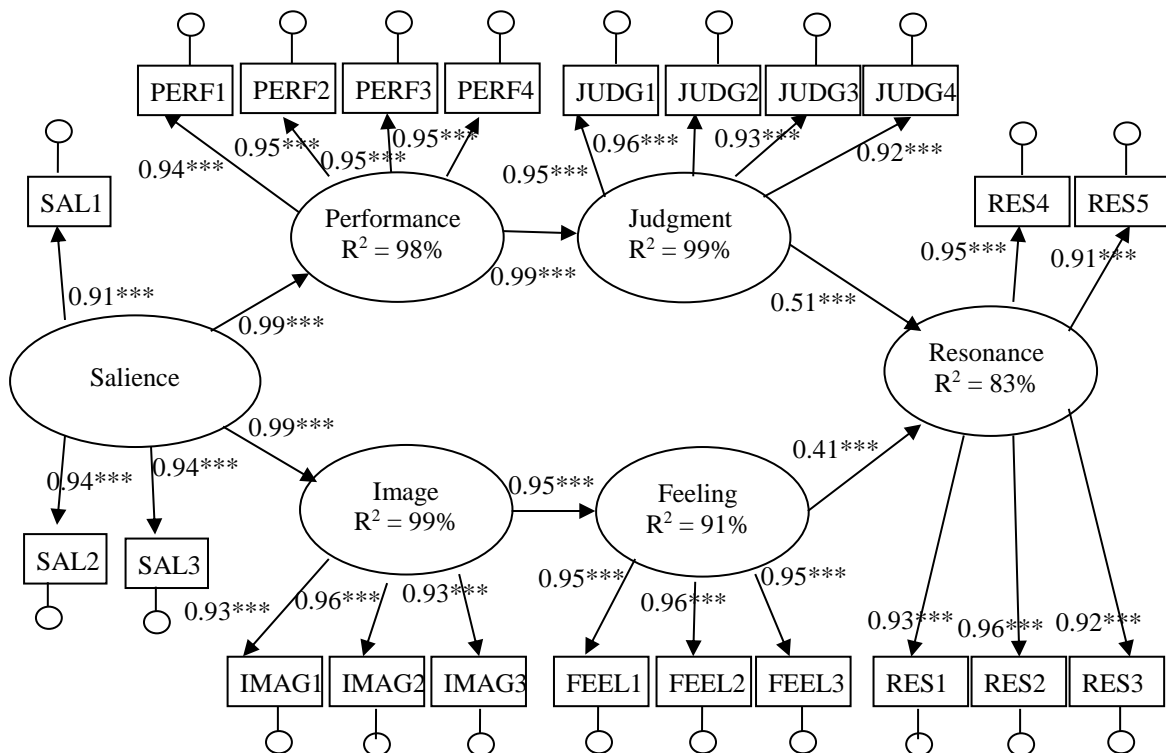 PERF1 PERF2 PERF3 PERF4 JUDG1 JUDG2 JUDG3 JUDG4
0.94*** 0.95*** 0.95*** 0.95*** 0.95*** 0.96*** 0.93*** 0.92***
SAL1
RES4 RES5
Performance
R² = 98%
Judgment
R² = 99%
0.95*** 0.91***
0.99***
0.91***
0.99***
0.51***
Salience
Resonance
R² = 83%
0.99***
0.94*** 0.94***
Image
R² = 99%
0.95***
Feeling
R² = 91%
0.41***
SAL2 SAL3
0.93*** 0.96*** 0.93*** 0.95*** 0.96*** 0.95*** 0.93*** 0.96*** 0.92***
IMAG1 IMAG2 IMAG3 FEEL1 FEEL2 FEEL3 RES1 RES2 RES3